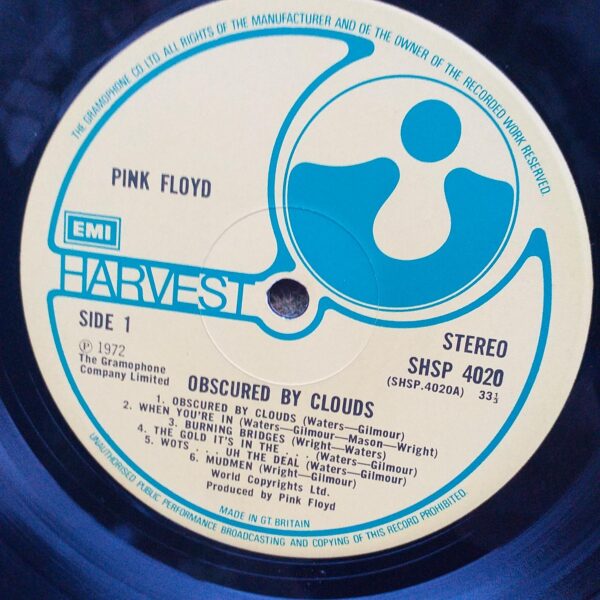 THE GRAMOPHONE CO LTD. ALL RIGHTS OF THE MANUFACTURER AND OF THE OWNER OF THE RECORDED WORK RESERVED.
PINK FLOYD
EMI
HARVEST
SIDE 1
STEREO
SHSP 4020
(SHSP.4020A) 33⅓
Ⓟ 1972
The Gramophone
Company Limited
OBSCURED BY CLOUDS
1. OBSCURED BY CLOUDS (Waters—Gilmour)
2. WHEN YOU'RE IN (Waters—Gilmour—Mason—Wright)
3. BURNING BRIDGES (Wright—Waters)
4. THE GOLD IT'S IN THE . . . (Waters—Gilmour)
5. WOTS . . . UH THE DEAL (Waters—Gilmour)
6. MUDMEN (Wright—Gilmour)
World Copyrights Ltd.
Produced by Pink Floyd
MADE IN GT. BRITAIN
UNAUTHORISED PUBLIC PERFORMANCE BROADCASTING AND COPYING OF THIS RECORD PROHIBITED.